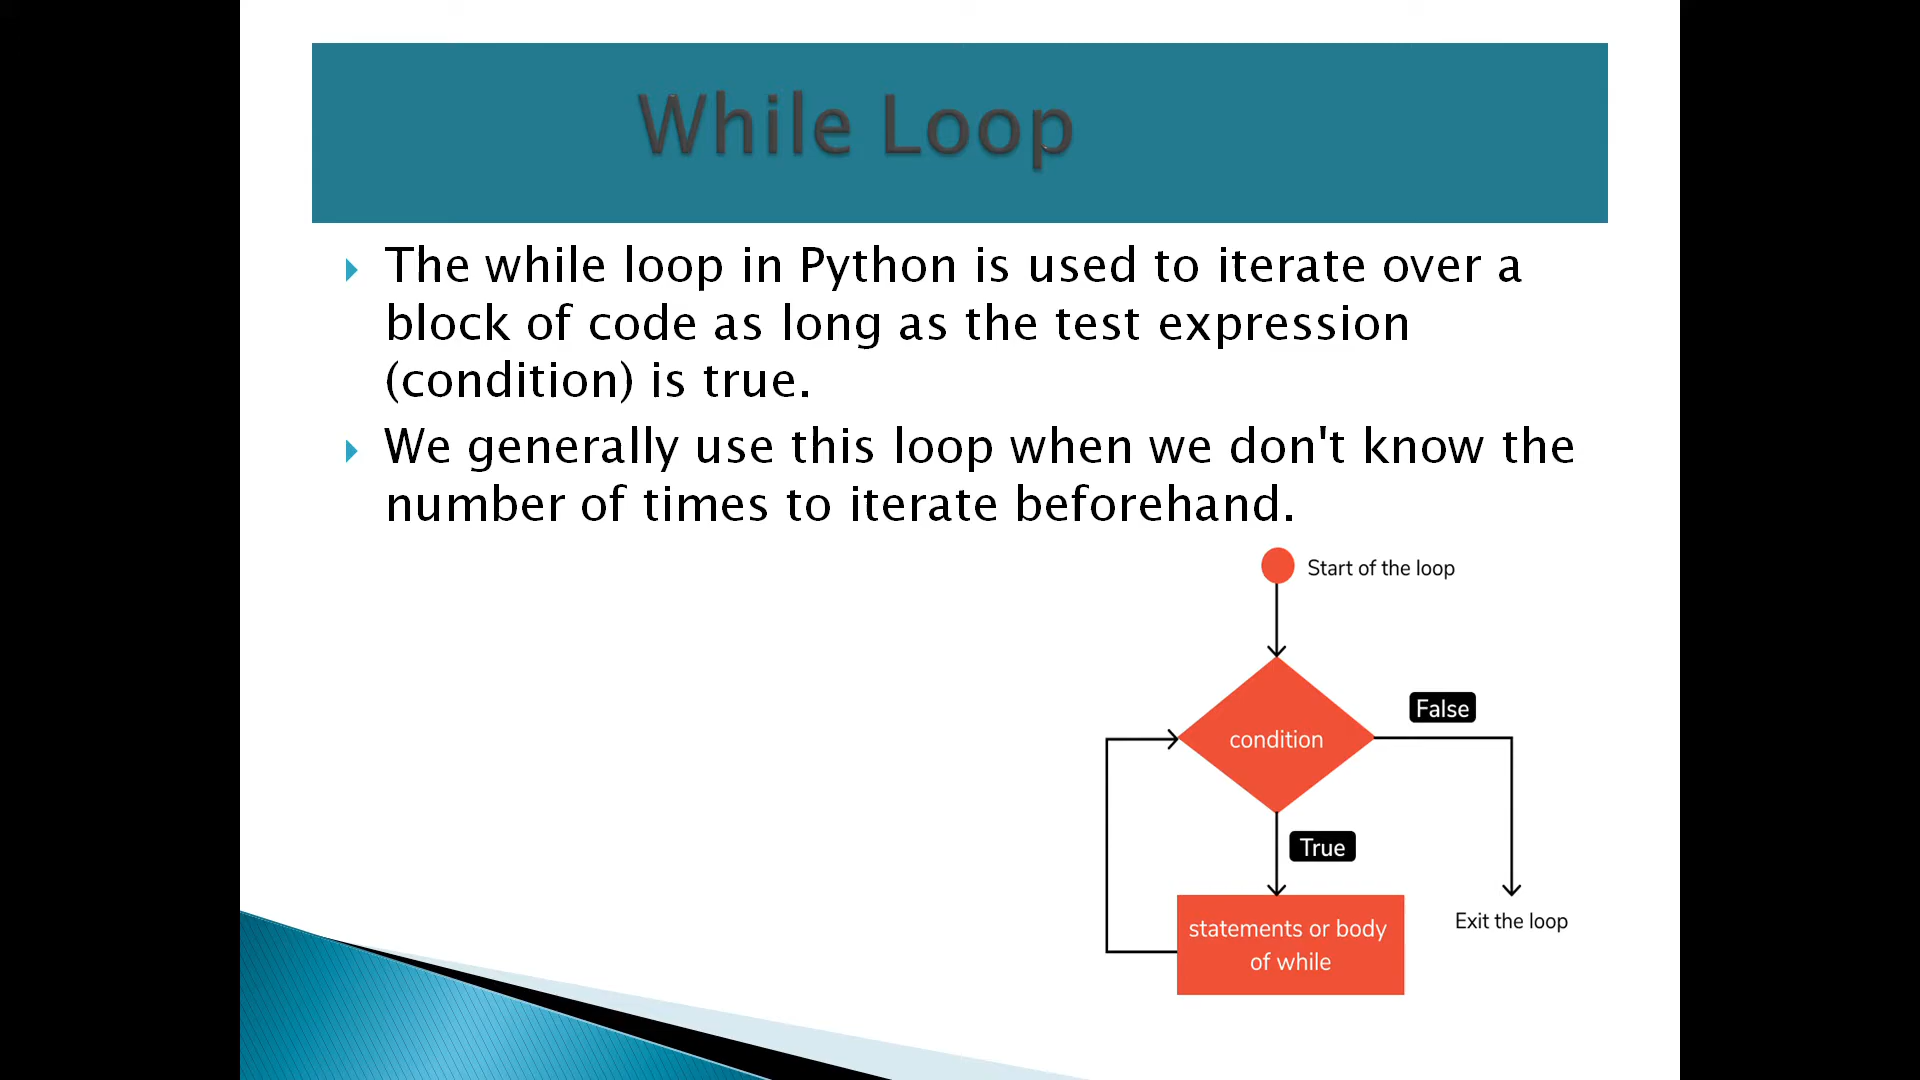 While Loop
The while loop in Python is used to iterate over a
block of code as long as the test expression
(condition) is true.
We generally use this loop when we don't know the
number of times to iterate beforehand.
Start of the loop
False
condition
True
statements or body
of while
Exit the loop